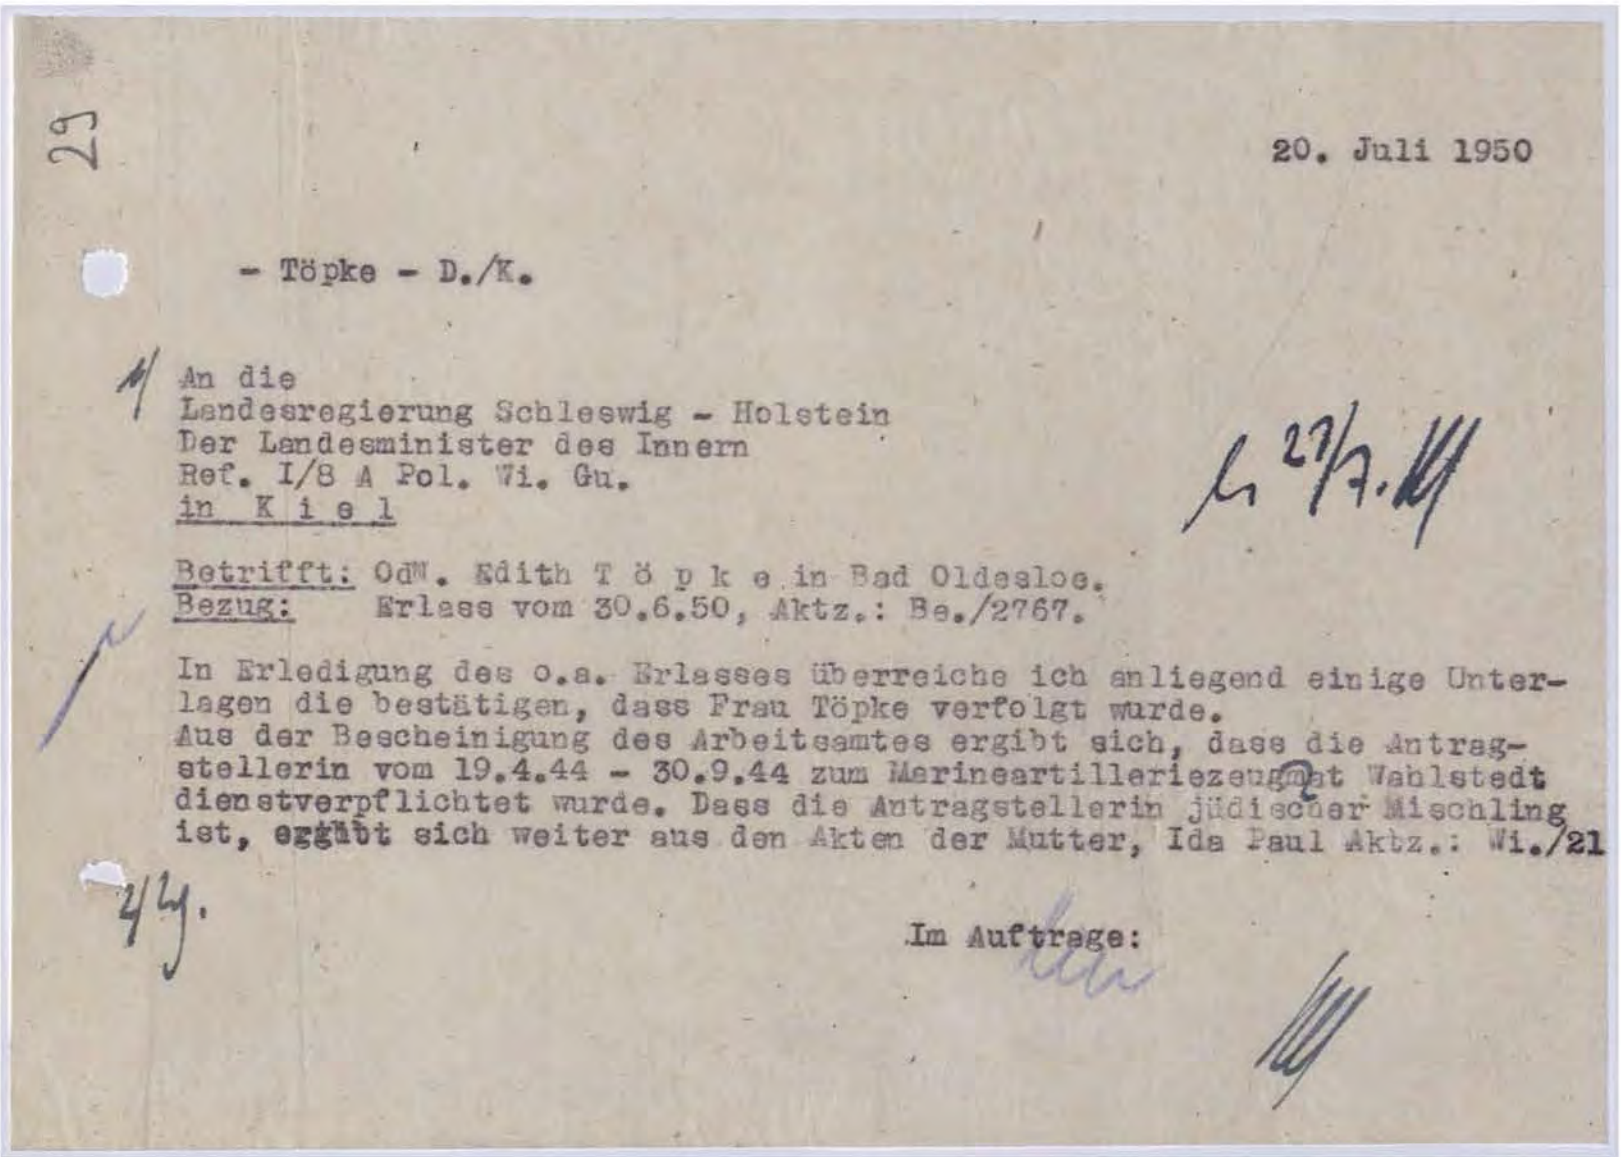 29
20. Juli 1950
- Töpke - D./K.
1/ An die
Landesregierung Schleswig - Holstein
Der Landesminister des Innern
Ref. I/8 A Pol. Wi. Gu.
in K i e l
27/7.
Betrifft: OdN. Edith T ö p k e in Bad Oldesloe.
Bezug: Erlass vom 30.6.50, Aktz.: Be./2767.
In Erledigung des o.a. Erlasses überreiche ich anliegend einige Unter-
lagen die bestätigen, dass Frau Töpke verfolgt wurde.
Aus der Bescheinigung des Arbeitsamtes ergibt sich, dass die Antrag-
stellerin vom 19.4.44 - 30.9.44 zum Marineartilleriezeugamt Wahlstedt
dienstverpflichtet wurde. Dass die Antragstellerin jüdischer Mischling
ist, ergibt sich weiter aus den Akten der Mutter, Ida Paul Aktz.: Wi./21
Im Auftrage: